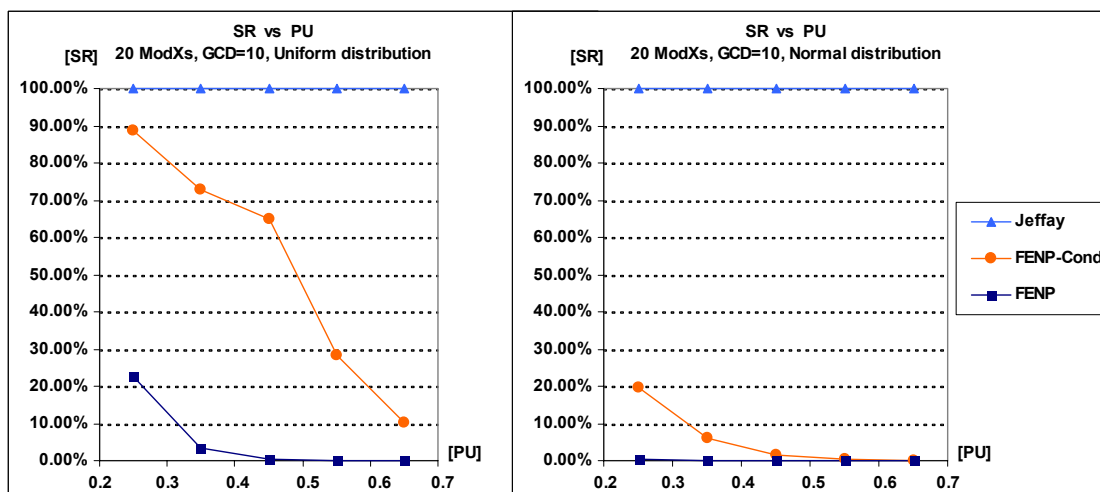 SR vs PU
20 ModXs, GCD=10, Uniform distribution
[SR]
100.00%
90.00%
80.00%
70.00%
60.00%
50.00%
40.00%
30.00%
20.00%
10.00%
0.00%
0.2 0.3 0.4 0.5 0.6 0.7
[PU]
SR vs PU
20 ModXs, GCD=10, Normal distribution
[SR]
100.00%
90.00%
80.00%
70.00%
60.00%
50.00%
40.00%
30.00%
20.00%
10.00%
0.00%
0.2 0.3 0.4 0.5 0.6 0.7
[PU]
Jeffay
FENP-Cond
FENP